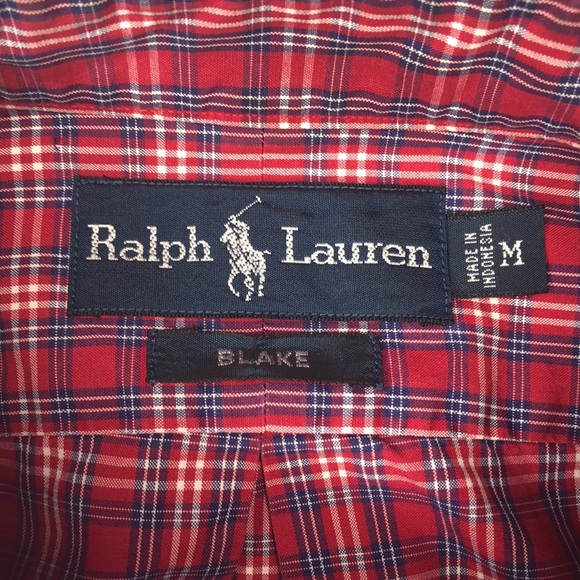 Ralph Lauren
MADE IN
INDONESIA
M
BLAKE